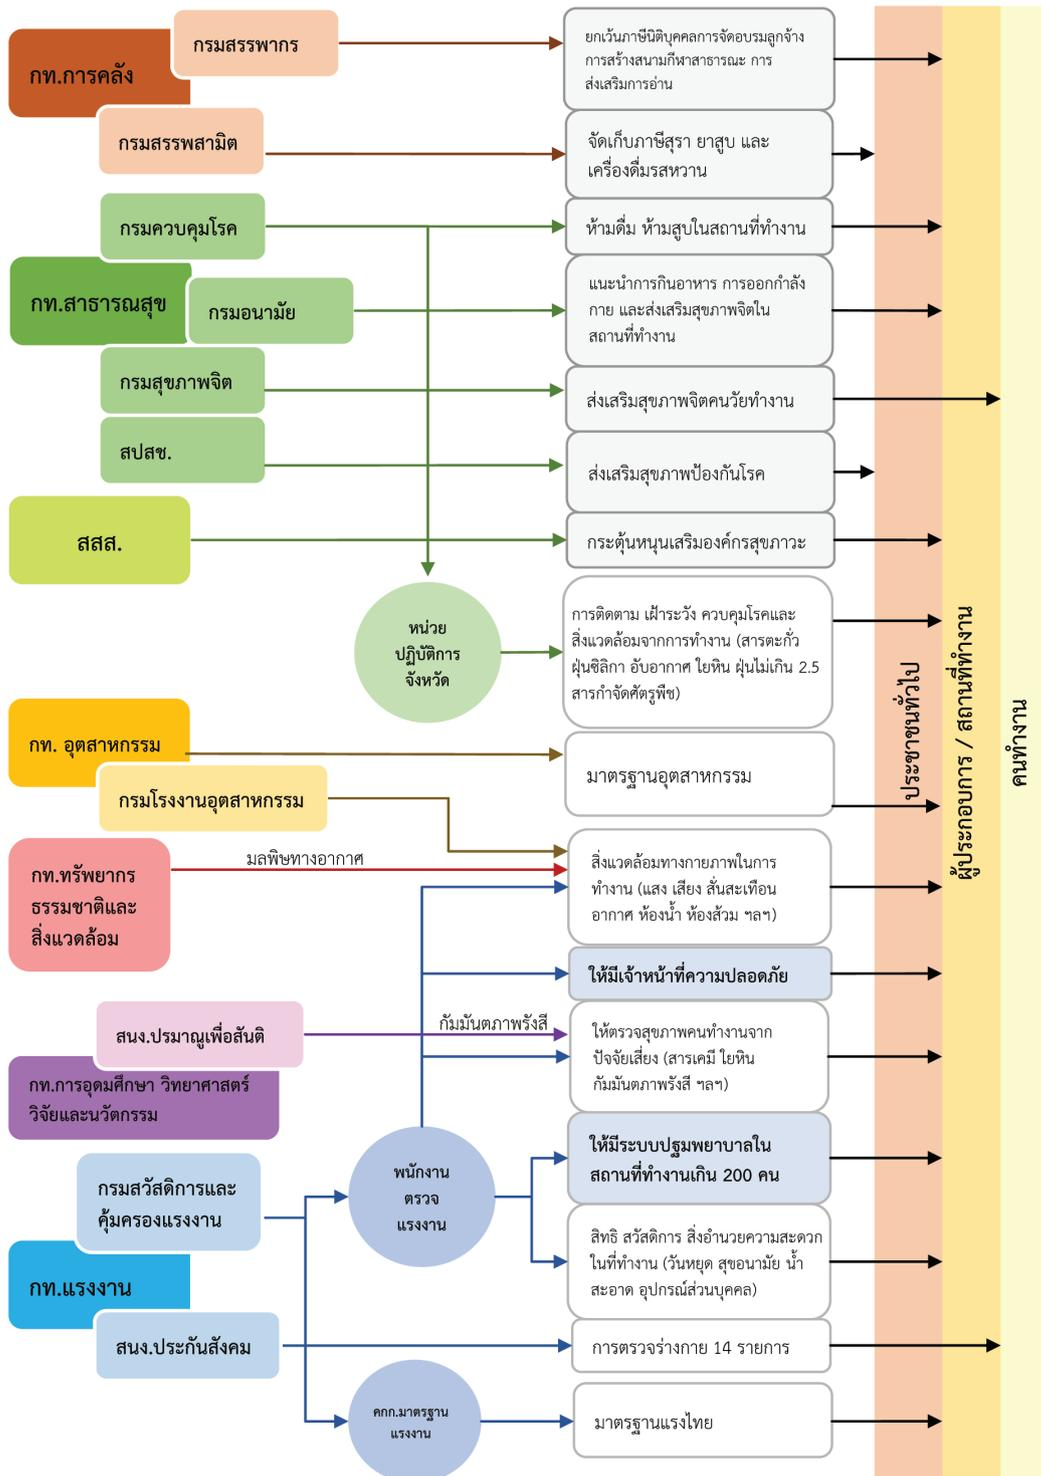 กท.การคลัง
กรมสรรพากร
ยกเว้นภาษีนิติบุคคลการจัดอบรมลูกจ้าง
การสร้างสนามกีฬาสาธารณะ การ
ส่งเสริมการอ่าน
กรมสรรพสามิต
จัดเก็บภาษีสุรา ยาสูบ และ
เครื่องดื่มรสหวาน
กรมควบคุมโรค
ห้ามดื่ม ห้ามสูบในสถานที่ทำงาน
กท.สาธารณสุข
กรมอนามัย
แนะนำการกินอาหาร การออกกำลัง
กาย และส่งเสริมสุขภาพจิตใน
สถานที่ทำงาน
กรมสุขภาพจิต
ส่งเสริมสุขภาพจิตคนวัยทำงาน
สปสช.
ส่งเสริมสุขภาพป้องกันโรค
สสส.
กระตุ้นหนุนเสริมองค์กรสุขภาวะ
หน่วย
ปฏิบัติการ
จังหวัด
การติดตาม เฝ้าระวัง ควบคุมโรคและ
สิ่งแวดล้อมจากการทำงาน (สารตะกั่ว
ฝุ่นซิลิกา อับอากาศ ใยหิน ฝุ่นไม่เกิน 2.5
สารกำจัดศัตรูพืช)
กท. อุตสาหกรรม
มาตรฐานอุตสาหกรรม
กรมโรงงานอุตสาหกรรม
กท.ทรัพยากร
ธรรมชาติและ
สิ่งแวดล้อม
มลพิษทางอากาศ
สิ่งแวดล้อมทางกายภาพในการ
ทำงาน (แสง เสียง สั่นสะเทือน
อากาศ ห้องน้ำ ห้องส้วม ฯลฯ)
ให้มีเจ้าหน้าที่ความปลอดภัย
สนง.ปรมาณูเพื่อสันติ
กัมมันตภาพรังสี
ให้ตรวจสุขภาพคนทำงานจาก
ปัจจัยเสี่ยง (สารเคมี ใยหิน
กัมมันตภาพรังสี ฯลฯ)
กท.การอุดมศึกษา วิทยาศาสตร์
วิจัยและนวัตกรรม
พนักงาน
ตรวจ
แรงงาน
ให้มีระบบปฐมพยาบาลใน
สถานที่ทำงานเกิน 200 คน
กรมสวัสดิการและ
คุ้มครองแรงงาน
สิทธิ สวัสดิการ สิ่งอำนวยความสะดวก
ในที่ทำงาน (วันหยุด สุขอนามัย น้ำ
สะอาด อุปกรณ์ส่วนบุคคล)
กท.แรงงาน
สนง.ประกันสังคม
การตรวจร่างกาย 14 รายการ
คกก.มาตรฐาน
แรงงาน
มาตรฐานแรงไทย
ประชาชนทั่วไป
ผู้ประกอบการ / สถานที่ทำงาน
คนทำงาน